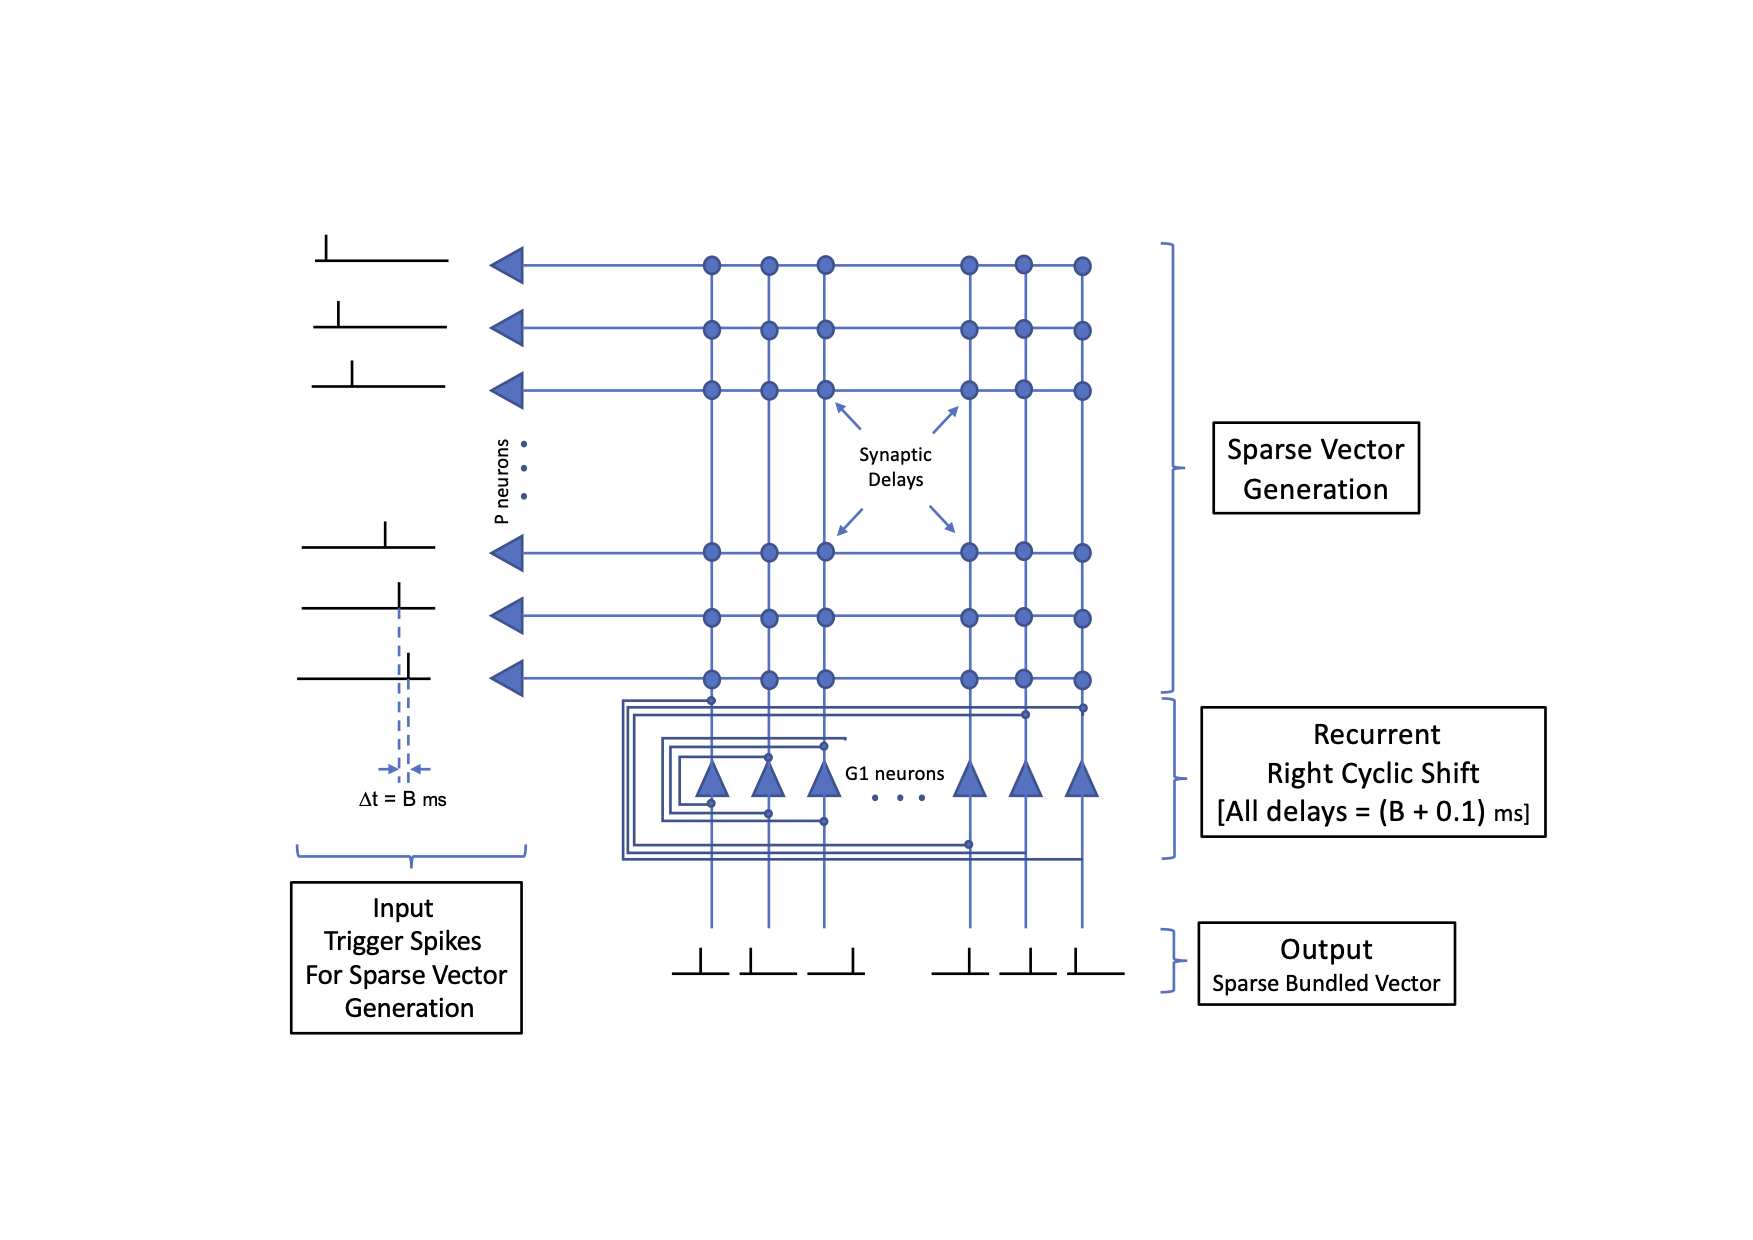 P neurons
Synaptic
Delays
Sparse Vector
Generation
G1 neurons
Recurrent
Right Cyclic Shift
[All delays = (B + 0.1) ms]
Δt = B ms
Input
Trigger Spikes
For Sparse Vector
Generation
Output
Sparse Bundled Vector